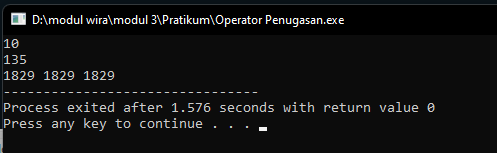 D:\modul wira\modul 3\Pratikum\Operator Penugasan.exe
10
135
1829 1829 1829
--------------------------------
Process exited after 1.576 seconds with return value 0
Press any key to continue . . .